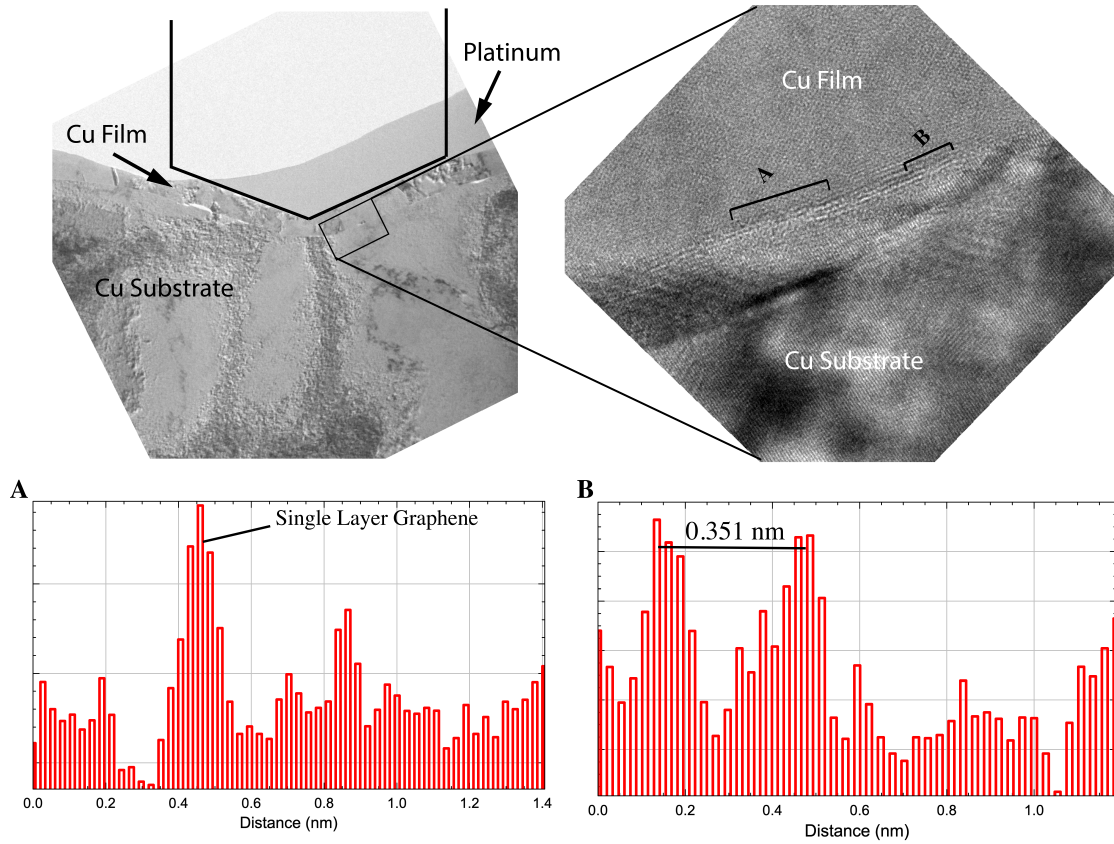 Platinum
Cu Film
Cu Substrate
Cu Film
A
B
Cu Substrate
A
Single Layer Graphene
0.0 0.2 0.4 0.6 0.8 1.0 1.2 1.4
Distance (nm)
B
0.351 nm
0.0 0.2 0.4 0.6 0.8 1.0
Distance (nm)